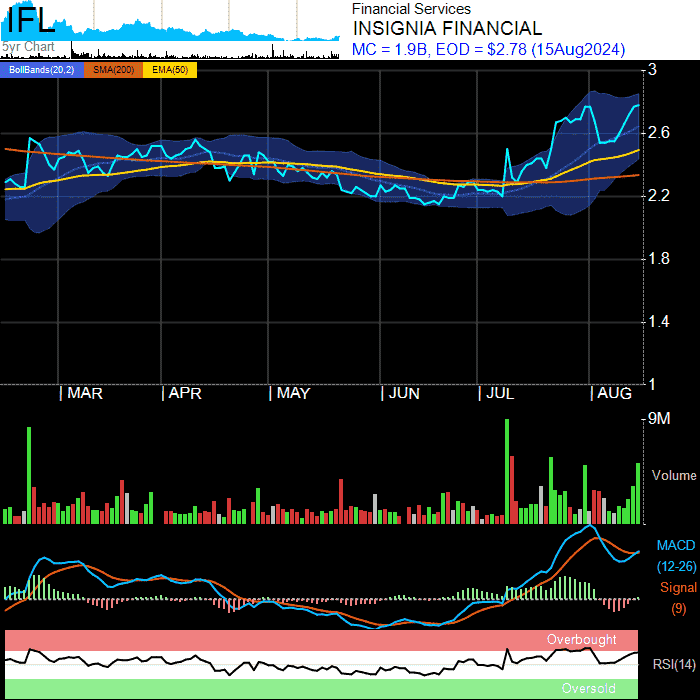 IFL
5yr Chart
Financial Services
INSIGNIA FINANCIAL
MC = 1.9B, EOD = $2.78 (15Aug2024)
BollBands(20,2) SMA(200) EMA(50)
3
2.6
2.2
1.8
1.4
1
MAR APR MAY JUN JUL AUG
9M
Volume
MACD
(12-26)
Signal
(9)
Overbought
RSI(14)
Oversold